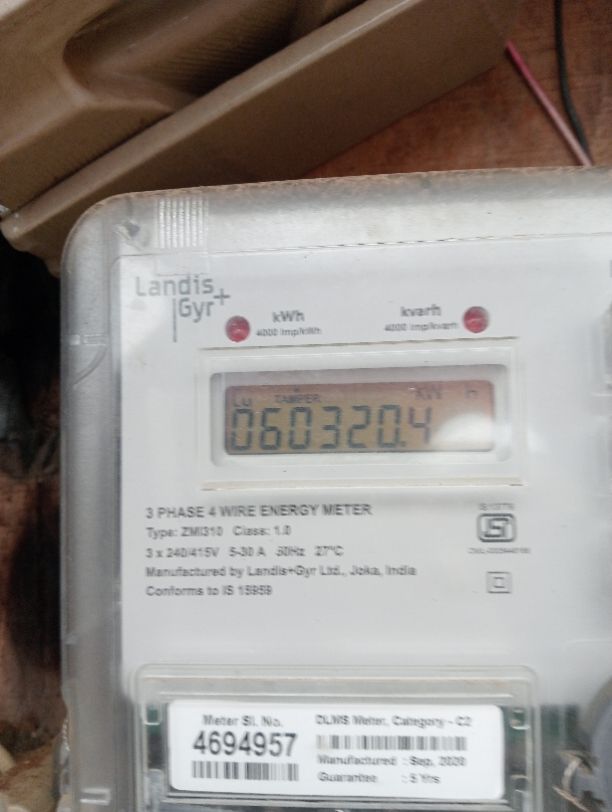 Landis
Gyr+
kWh
4000 Imp/kWh
kvarh
4000 Imp/kvarh
Lu TAMPER kW h
060320.4
3 PHASE 4 WIRE ENERGY METER
Type: ZMI310 Class: 1.0
3 x 240/415V 5-30 A 50Hz 27°C
Manufactured by Landis+Gyr Ltd., Joka, India
Conforms to IS 15959
Meter Sl. No.
4694957
DLMS Meter, Category - C2
Manufactured : Sep, 2020
Guarantee : 5 Yrs